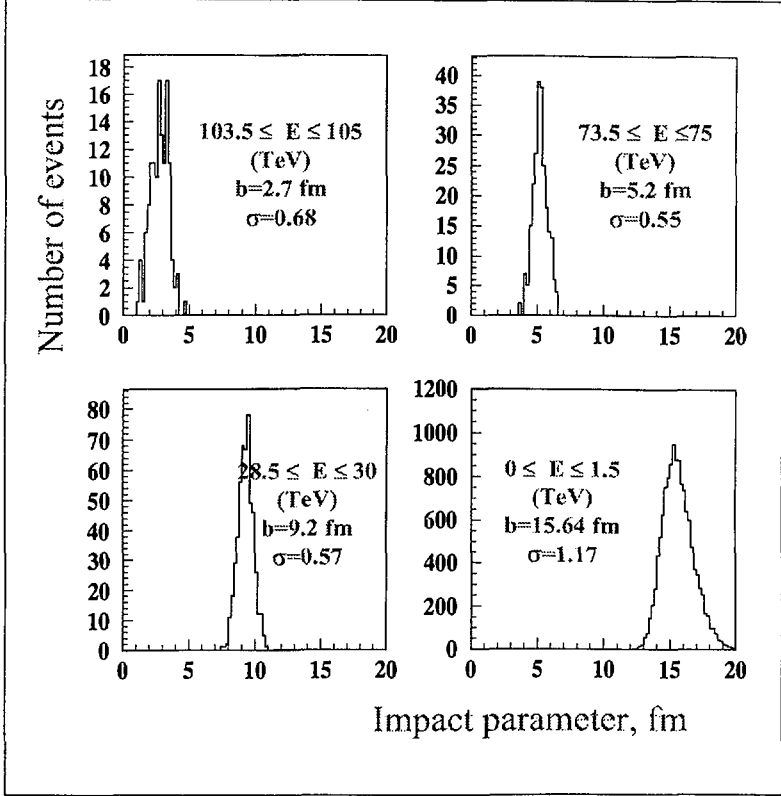 Number of events
18
16
14
12
10
8
6
4
2
0
0 5 10 15 20
103.5 ≤ E ≤ 105
(TeV)
b=2.7 fm
σ=0.68
40
35
30
25
20
15
10
5
0
0 5 10 15 20
73.5 ≤ E ≤75
(TeV)
b=5.2 fm
σ=0.55
80
70
60
50
40
30
20
10
0
0 5 10 15 20
28.5 ≤ E ≤ 30
(TeV)
b=9.2 fm
σ=0.57
1200
1000
800
600
400
200
0
0 5 10 15 20
0 ≤ E ≤ 1.5
(TeV)
b=15.64 fm
σ=1.17
Impact parameter, fm